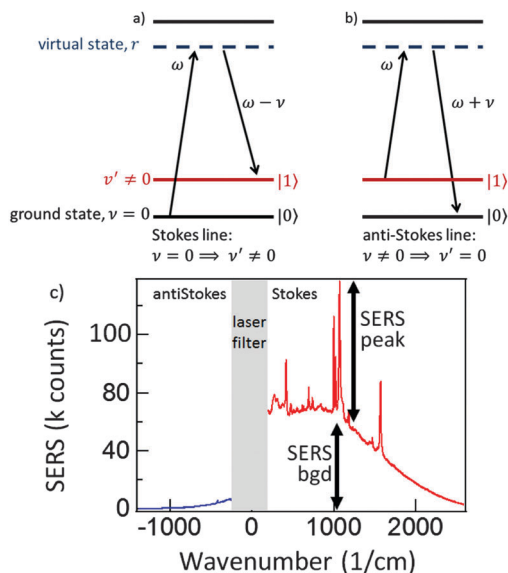 a)
virtual state, r
ω
ω − ν
v′ ≠ 0
|1⟩
ground state, ν = 0
|0⟩
Stokes line:
ν = 0 ⟹ v′ ≠ 0
b)
ω
ω + ν
|1⟩
|0⟩
anti-Stokes line:
ν ≠ 0 ⟹ v′ = 0
c)
antiStokes
laser
filter
Stokes
SERS
peak
SERS
bgd
SERS (k counts)
120
80
60
40
0
-1000
0
1000
2000
Wavenumber (1/cm)